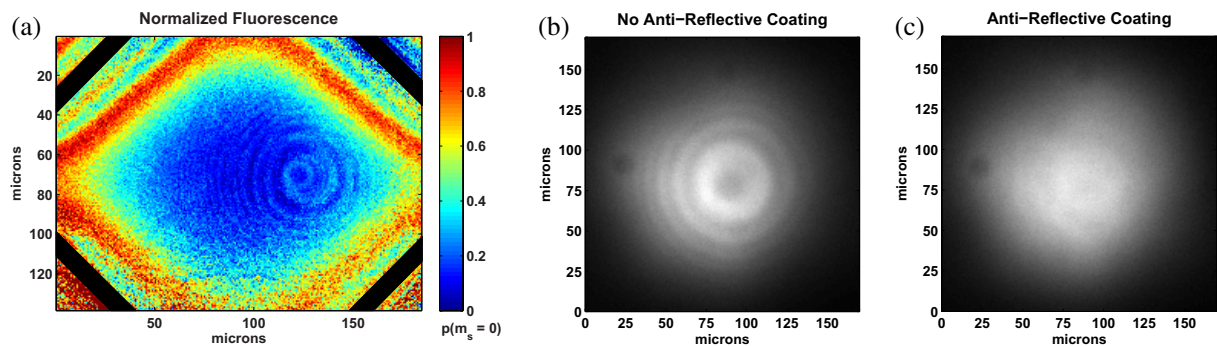 (a)
Normalized Fluorescence
microns
20
40
60
80
100
120
50
100
150
microns
1
0.8
0.6
0.4
0.2
0
p(m_s = 0)
(b)
No Anti−Reflective Coating
microns
150
125
100
75
50
25
0
0 25 50 75 100 150
microns
(c)
Anti−Reflective Coating
microns
150
125
100
75
50
25
0
0 25 50 75 100 150
microns